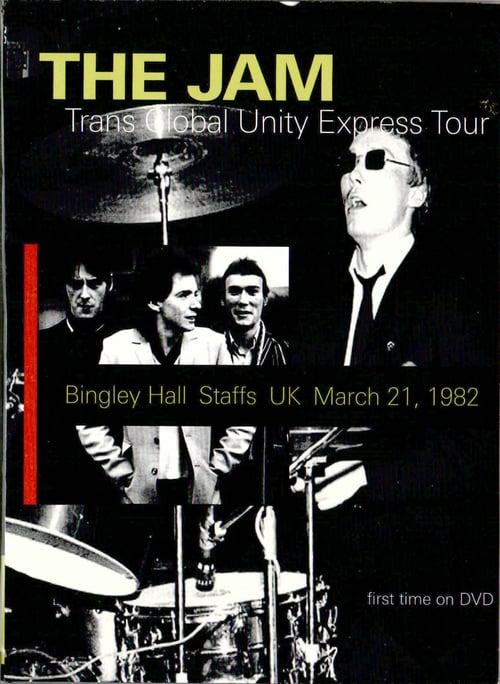 THE JAM
Trans Global Unity Express Tour
Bingley Hall Staffs UK March 21, 1982
first time on DVD